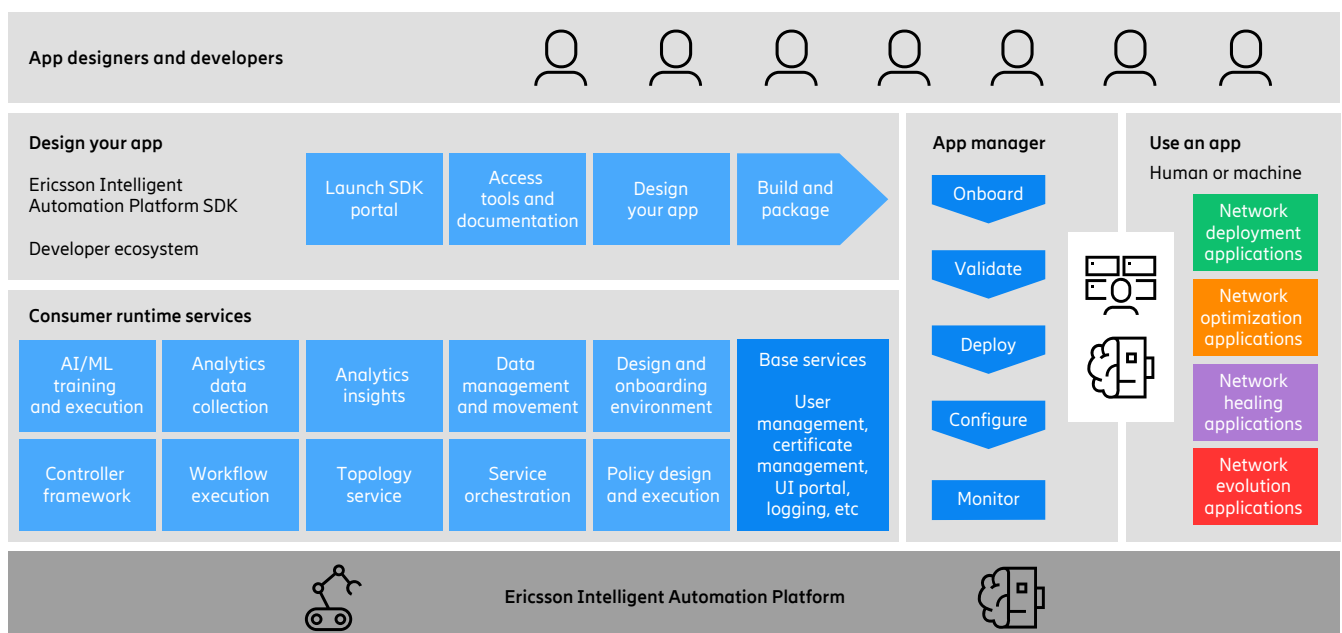 App designers and developers
Design your app
Ericsson Intelligent
Automation Platform SDK
Developer ecosystem
Launch SDK
portal
Access
tools and
documentation
Design
your app
Build and
package
Consumer runtime services
AI/ML
training
and execution
Analytics
data
collection
Analytics
insights
Data
management
and movement
Design and
onboarding
environment
Controller
framework
Workflow
execution
Topology
service
Service
orchestration
Policy design
and execution
Base services
User
management,
certificate
management,
UI portal,
logging, etc
App manager
Onboard
Validate
Deploy
Configure
Monitor
Use an app
Human or machine
Network
deployment
applications
Network
optimization
applications
Network
healing
applications
Network
evolution
applications
Ericsson Intelligent Automation Platform